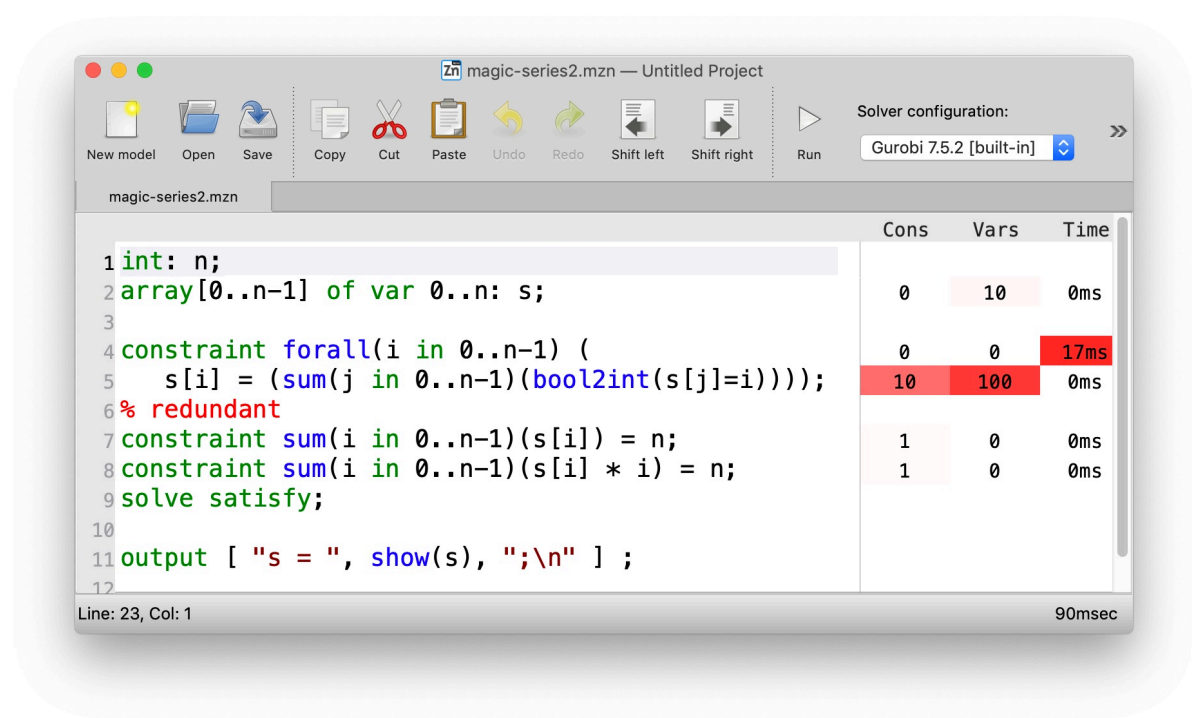 Zn magic-series2.mzn — Untitled Project
New model Open Save Copy Cut Paste Undo Redo Shift left Shift right Run
Solver configuration:
Gurobi 7.5.2 [built-in]
»
magic-series2.mzn
Cons Vars Time
1 int: n;
2 array[0..n-1] of var 0..n: s; 0 10 0ms
3
4 constraint forall(i in 0..n-1) ( 0 0 17ms
5 s[i] = (sum(j in 0..n-1)(bool2int(s[j]=i)))); 10 100 0ms
6 % redundant
7 constraint sum(i in 0..n-1)(s[i]) = n; 1 0 0ms
8 constraint sum(i in 0..n-1)(s[i] * i) = n; 1 0 0ms
9 solve satisfy;
10
11 output [ "s = ", show(s), ";\n" ] ;
12
Line: 23, Col: 1 90msec